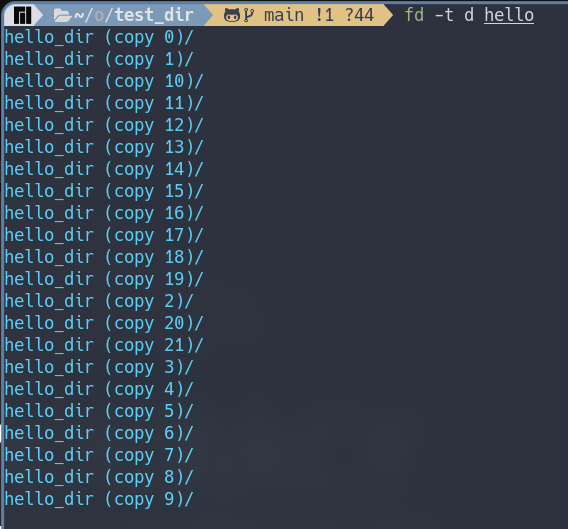 ~/o/test_dir main !1 ?44 fd -t d hello
hello_dir (copy 0)/
hello_dir (copy 1)/
hello_dir (copy 10)/
hello_dir (copy 11)/
hello_dir (copy 12)/
hello_dir (copy 13)/
hello_dir (copy 14)/
hello_dir (copy 15)/
hello_dir (copy 16)/
hello_dir (copy 17)/
hello_dir (copy 18)/
hello_dir (copy 19)/
hello_dir (copy 2)/
hello_dir (copy 20)/
hello_dir (copy 21)/
hello_dir (copy 3)/
hello_dir (copy 4)/
hello_dir (copy 5)/
hello_dir (copy 6)/
hello_dir (copy 7)/
hello_dir (copy 8)/
hello_dir (copy 9)/